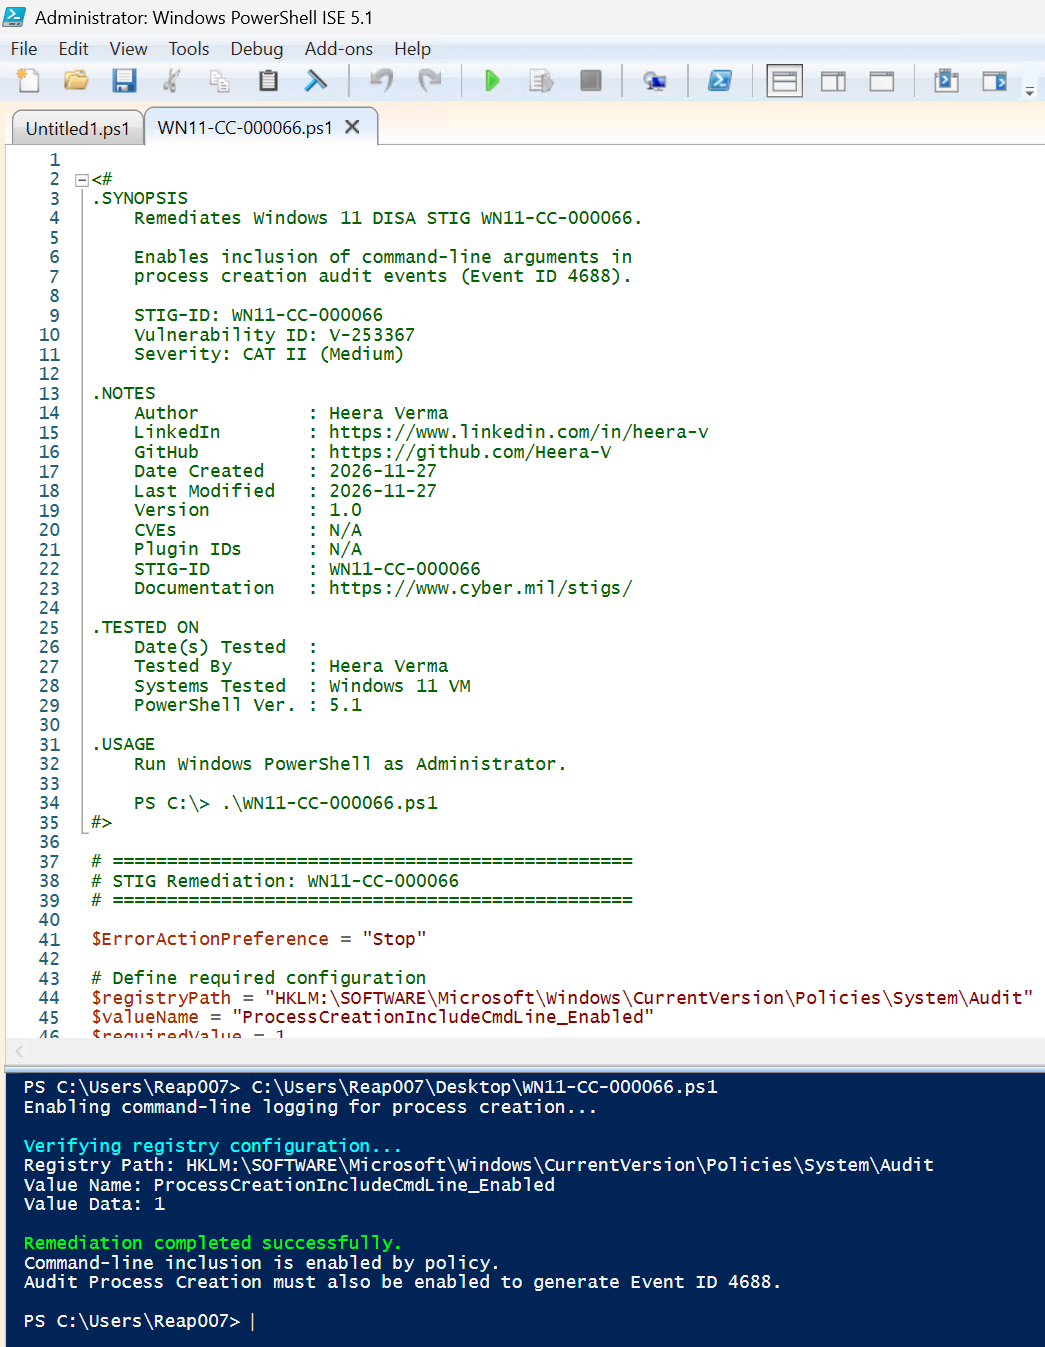 Administrator: Windows PowerShell ISE 5.1
File Edit View Tools Debug Add-ons Help
Untitled1.ps1 WN11-CC-000066.ps1 X
1
2 <#
3 .SYNOPSIS
4 Remediates Windows 11 DISA STIG WN11-CC-000066.
5
6 Enables inclusion of command-line arguments in
7 process creation audit events (Event ID 4688).
8
9 STIG-ID: WN11-CC-000066
10 Vulnerability ID: V-253367
11 Severity: CAT II (Medium)
12
13 .NOTES
14 Author : Heera Verma
15 LinkedIn : https://www.linkedin.com/in/heera-v
16 GitHub : https://github.com/Heera-V
17 Date Created : 2026-11-27
18 Last Modified : 2026-11-27
19 Version : 1.0
20 CVEs : N/A
21 Plugin IDs : N/A
22 STIG-ID : WN11-CC-000066
23 Documentation : https://www.cyber.mil/stigs/
24
25 .TESTED ON
26 Date(s) Tested :
27 Tested By : Heera Verma
28 Systems Tested : Windows 11 VM
29 PowerShell Ver. : 5.1
30
31 .USAGE
32 Run Windows PowerShell as Administrator.
33
34 PS C:\> .\WN11-CC-000066.ps1
35 #>
36
37 # ================================================
38 # STIG Remediation: WN11-CC-000066
39 # ================================================
40
41 $ErrorActionPreference = "Stop"
42
43 # Define required configuration
44 $registryPath = "HKLM:\SOFTWARE\Microsoft\Windows\CurrentVersion\Policies\System\Audit"
45 $valueName = "ProcessCreationIncludeCmdLine_Enabled"
46 $requiredValue = 1
PS C:\Users\Reap007> C:\Users\Reap007\Desktop\WN11-CC-000066.ps1
Enabling command-line logging for process creation...
Verifying registry configuration...
Registry Path: HKLM:\SOFTWARE\Microsoft\Windows\CurrentVersion\Policies\System\Audit
Value Name: ProcessCreationIncludeCmdLine_Enabled
Value Data: 1
Remediation completed successfully.
Command-line inclusion is enabled by policy.
Audit Process Creation must also be enabled to generate Event ID 4688.
PS C:\Users\Reap007>